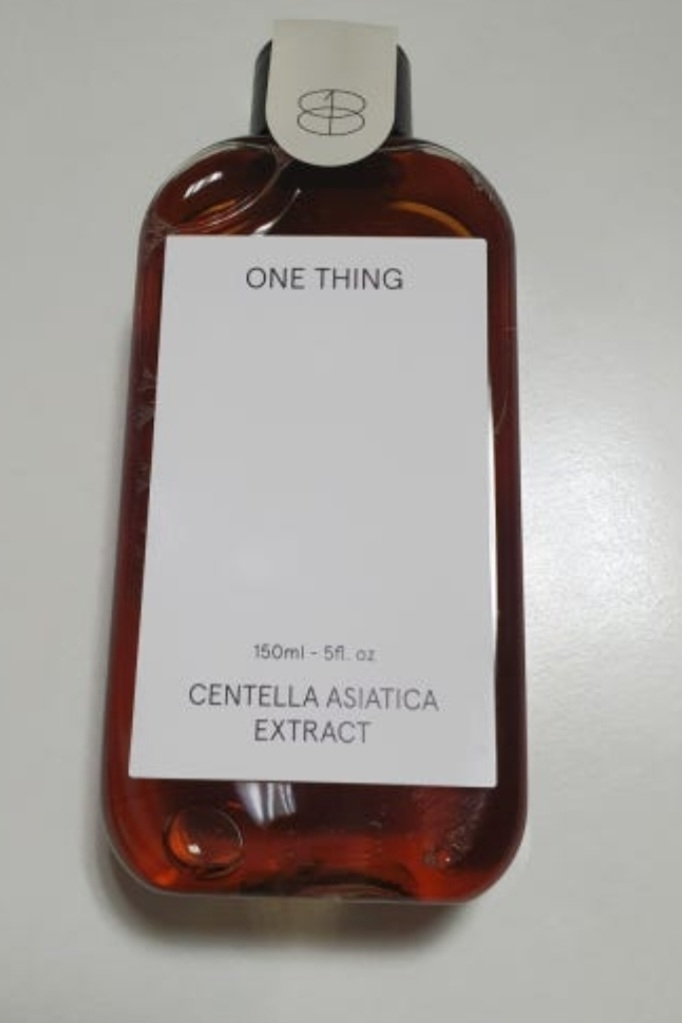 ONE THING
150ml - 5fl. oz
CENTELLA ASIATICA
EXTRACT